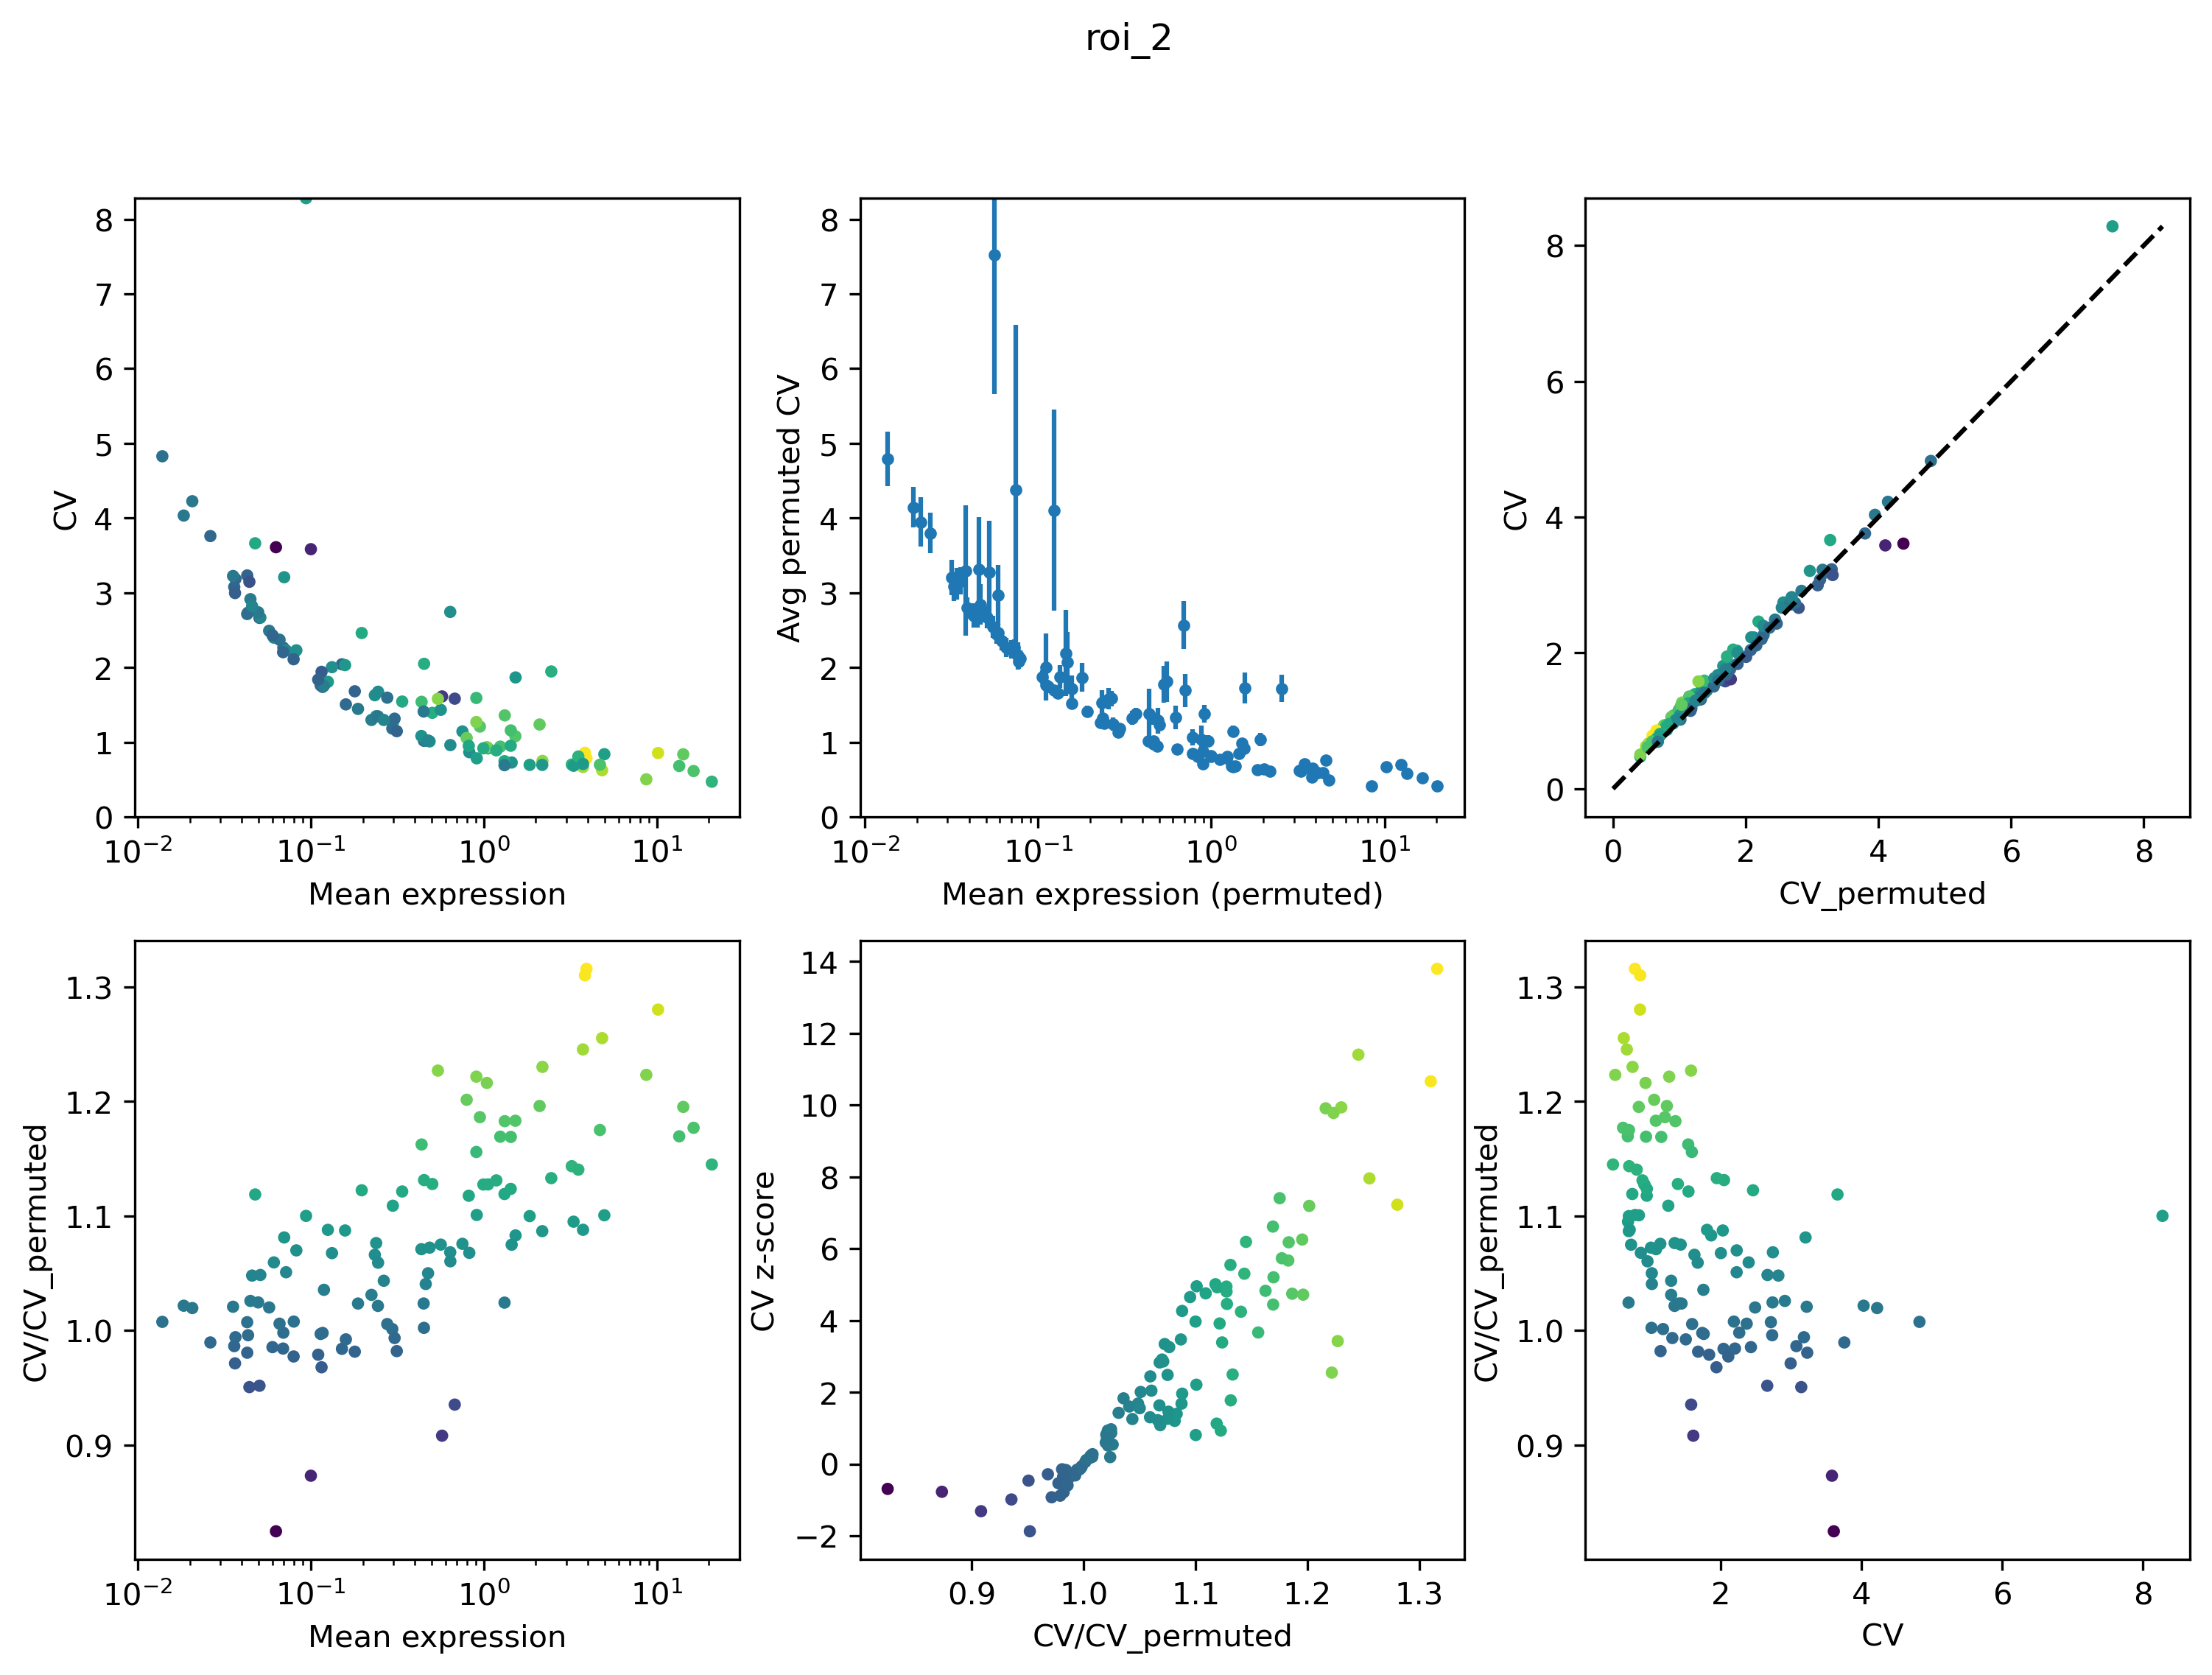 roi_2
8
7
6
5
4
3
2
1
0
CV
10⁻² 10⁻¹ 10⁰ 10¹
Mean expression
8
7
6
5
4
3
2
1
0
Avg permuted CV
10⁻² 10⁻¹ 10⁰ 10¹
Mean expression (permuted)
8
6
4
2
0
CV
0 2 4 6 8
CV_permuted
1.3
1.2
1.1
1.0
0.9
CV/CV_permuted
10⁻² 10⁻¹ 10⁰ 10¹
Mean expression
14
12
10
8
6
4
2
0
−2
CV z-score
0.9 1.0 1.1 1.2 1.3
CV/CV_permuted
1.3
1.2
1.1
1.0
0.9
CV/CV_permuted
2 4 6 8
CV